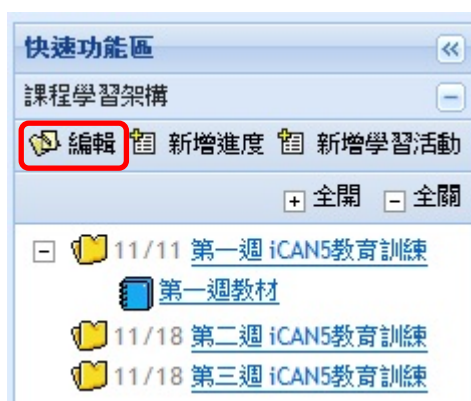 快速功能區
課程學習架構
編輯 新增進度 新增學習活動
全開 全關
11/11 第一週 iCAN5教育訓練
第一週教材
11/18 第二週 iCAN5教育訓練
11/18 第三週 iCAN5教育訓練